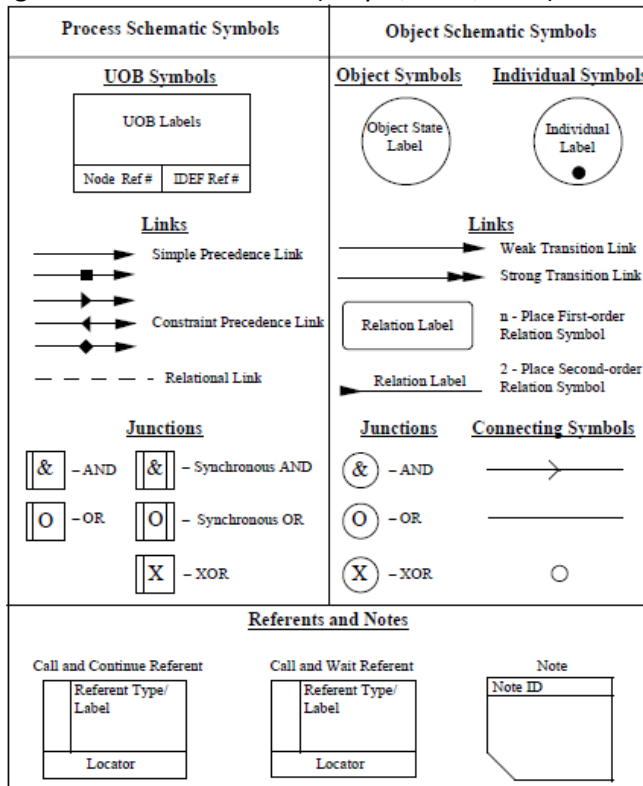 Process Schematic Symbols
Object Schematic Symbols
UOB Symbols
UOB Labels
Node Ref #
IDEF Ref #
Object Symbols
Individual Symbols
Object State
Label
Individual
Label
Links
Simple Precedence Link
Constraint Precedence Link
Relational Link
Links
Weak Transition Link
Strong Transition Link
Relation Label
n - Place First-order
Relation Symbol
Relation Label
2 - Place Second-order
Relation Symbol
Junctions
& – AND
& – Synchronous AND
O – OR
O – Synchronous OR
X – XOR
Junctions
Connecting Symbols
& – AND
O – OR
X – XOR
Referents and Notes
Call and Continue Referent
Referent Type/
Label
Locator
Call and Wait Referent
Referent Type/
Label
Locator
Note
Note ID